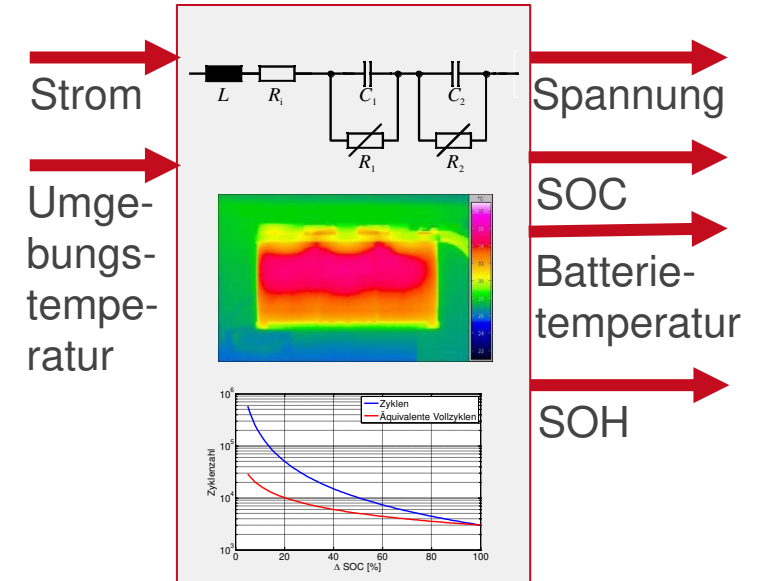 Strom
Umge-
bungs-
tempe-
ratur
L
Ri
C1
C2
R1
R2
°C
Zyklen
Äquivalente Vollzyklen
Zyklenzahl
10^6
10^5
10^4
10^3
0 20 40 60 80 100
Δ SOC [%]
Spannung
SOC
Batterie-
temperatur
SOH